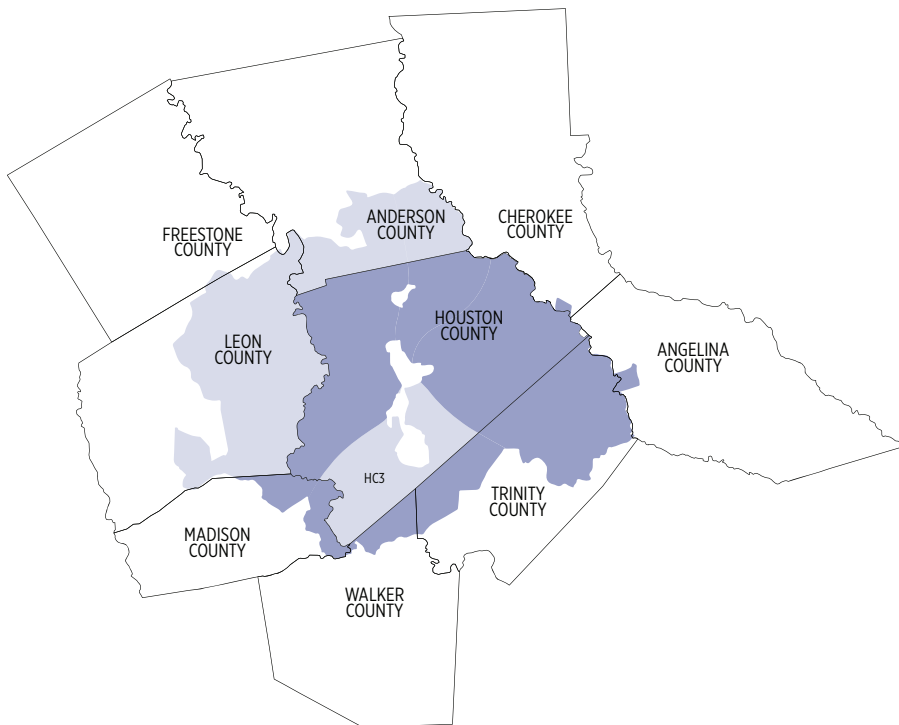 ANDERSON
COUNTY
CHEROKEE
COUNTY
FREESTONE
COUNTY
HOUSTON
COUNTY
LEON
COUNTY
ANGELINA
COUNTY
HC3
TRINITY
COUNTY
MADISON
COUNTY
WALKER
COUNTY